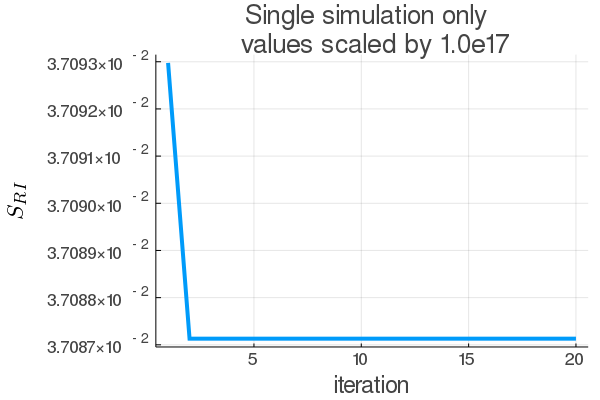 Single simulation only
values scaled by 1.0e17
3.7093×10^-2
3.7092×10^-2
3.7091×10^-2
3.7090×10^-2
3.7089×10^-2
3.7088×10^-2
3.7087×10^-2
S_RI
5 10 15 20
iteration